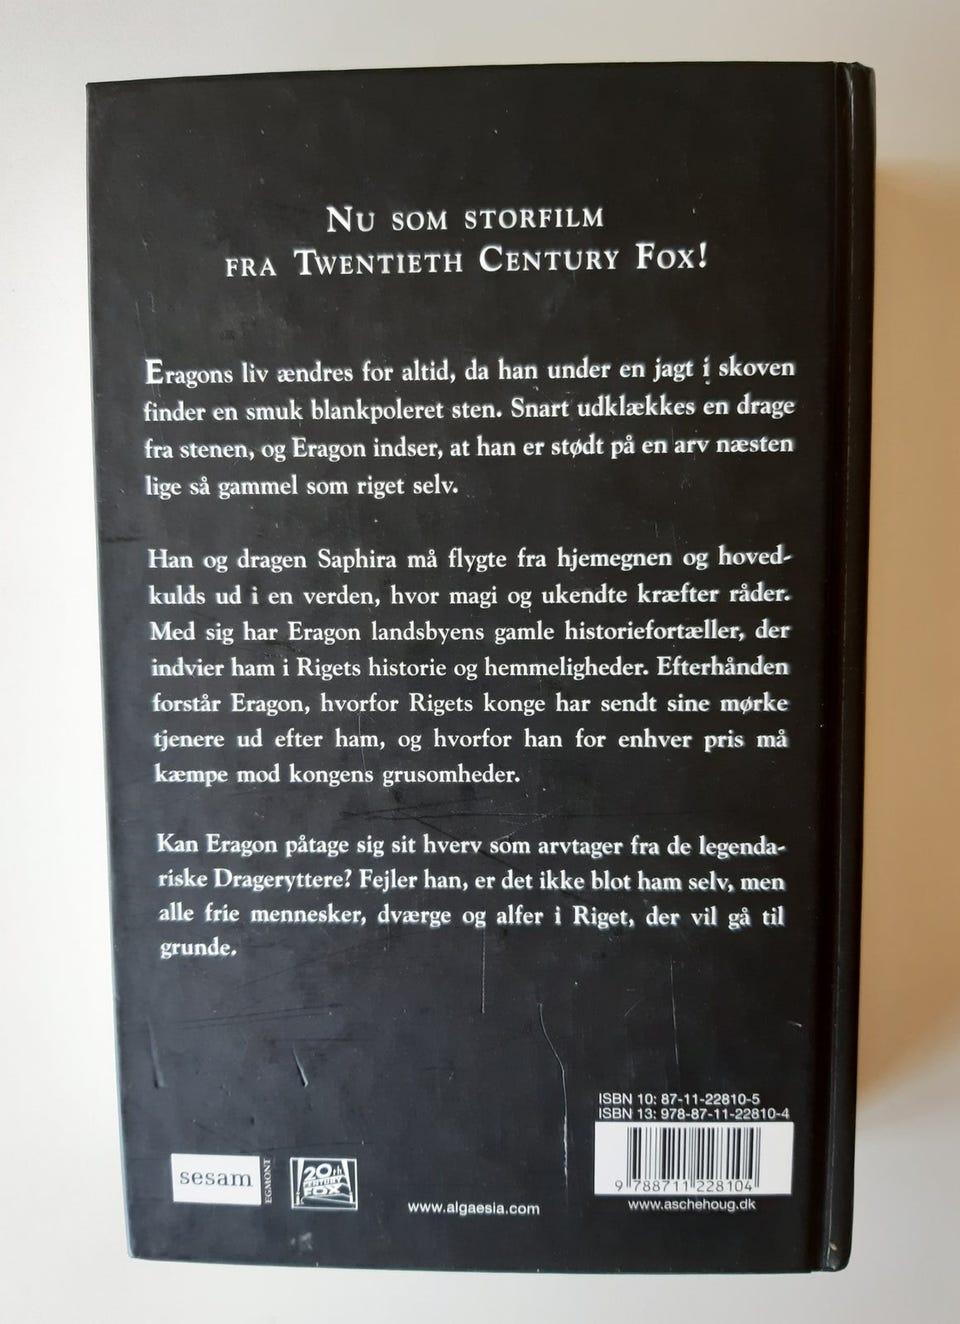 NU SOM STORFILM
FRA TWENTIETH CENTURY FOX!
Eragons liv ændres for altid, da han under en jagt i skoven
finder en smuk blankpoleret sten. Snart udklækkes en drage
fra stenen, og Eragon indser, at han er stødt på en arv næsten
lige så gammel som riget selv.
Han og dragen Saphira må flygte fra hjemegnen og hoved-
kulds ud i en verden, hvor magi og ukendte kræfter råder.
Med sig har Eragon landsbyens gamle historiefortæller, der
indvier ham i Rigets historie og hemmeligheder. Efterhånden
forstår Eragon, hvorfor Rigets konge har sendt sine mørke
tjenere ud efter ham, og hvorfor han for enhver pris må
kæmpe mod kongens grusomheder.
Kan Eragon påtage sig sit hverv som arvtager fra de legenda-
riske Drageryttere? Fejler han, er det ikke blot ham selv, men
alle frie mennesker, dværge og alfer i Riget, der vil gå til
grunde.
ISBN 10: 87-11-22810-5
ISBN 13: 978-87-11-22810-4
9 788711 228104
www.aschehoug.dk
sesam
EGMONT
20th
CENTURY
FOX
www.algaesia.com